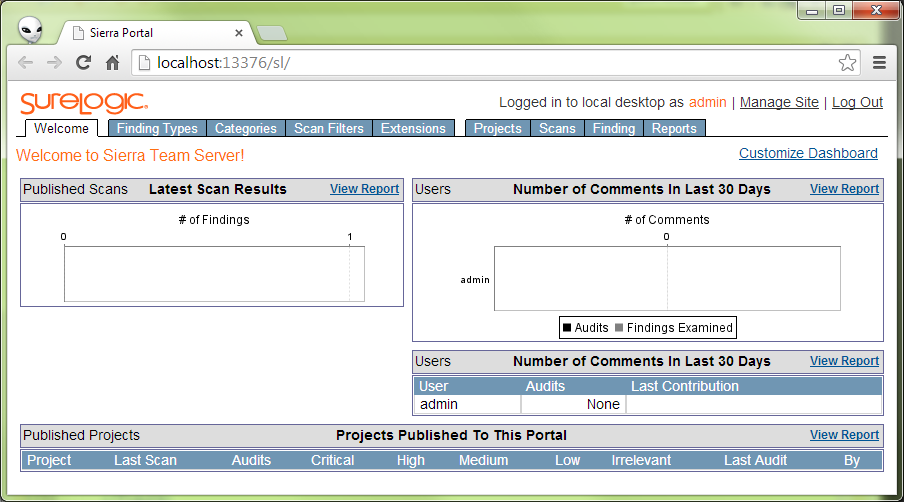 Sierra Portal
localhost:13376/sl/
SURELOGIC®
Logged in to local desktop as admin | Manage Site | Log Out
Welcome Finding Types Categories Scan Filters Extensions Projects Scans Finding Reports
Welcome to Sierra Team Server!
Customize Dashboard
Published Scans Latest Scan Results View Report
# of Findings
0 1
Users Number of Comments In Last 30 Days View Report
# of Comments
0
admin
Audits Findings Examined
Users Number of Comments In Last 30 Days View Report
User Audits Last Contribution
admin None
Published Projects Projects Published To This Portal View Report
Project Last Scan Audits Critical High Medium Low Irrelevant Last Audit By